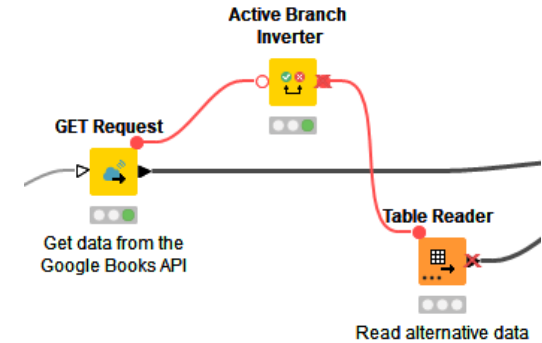 Active Branch
Inverter
GET Request
Get data from the
Google Books API
Table Reader
Read alternative data